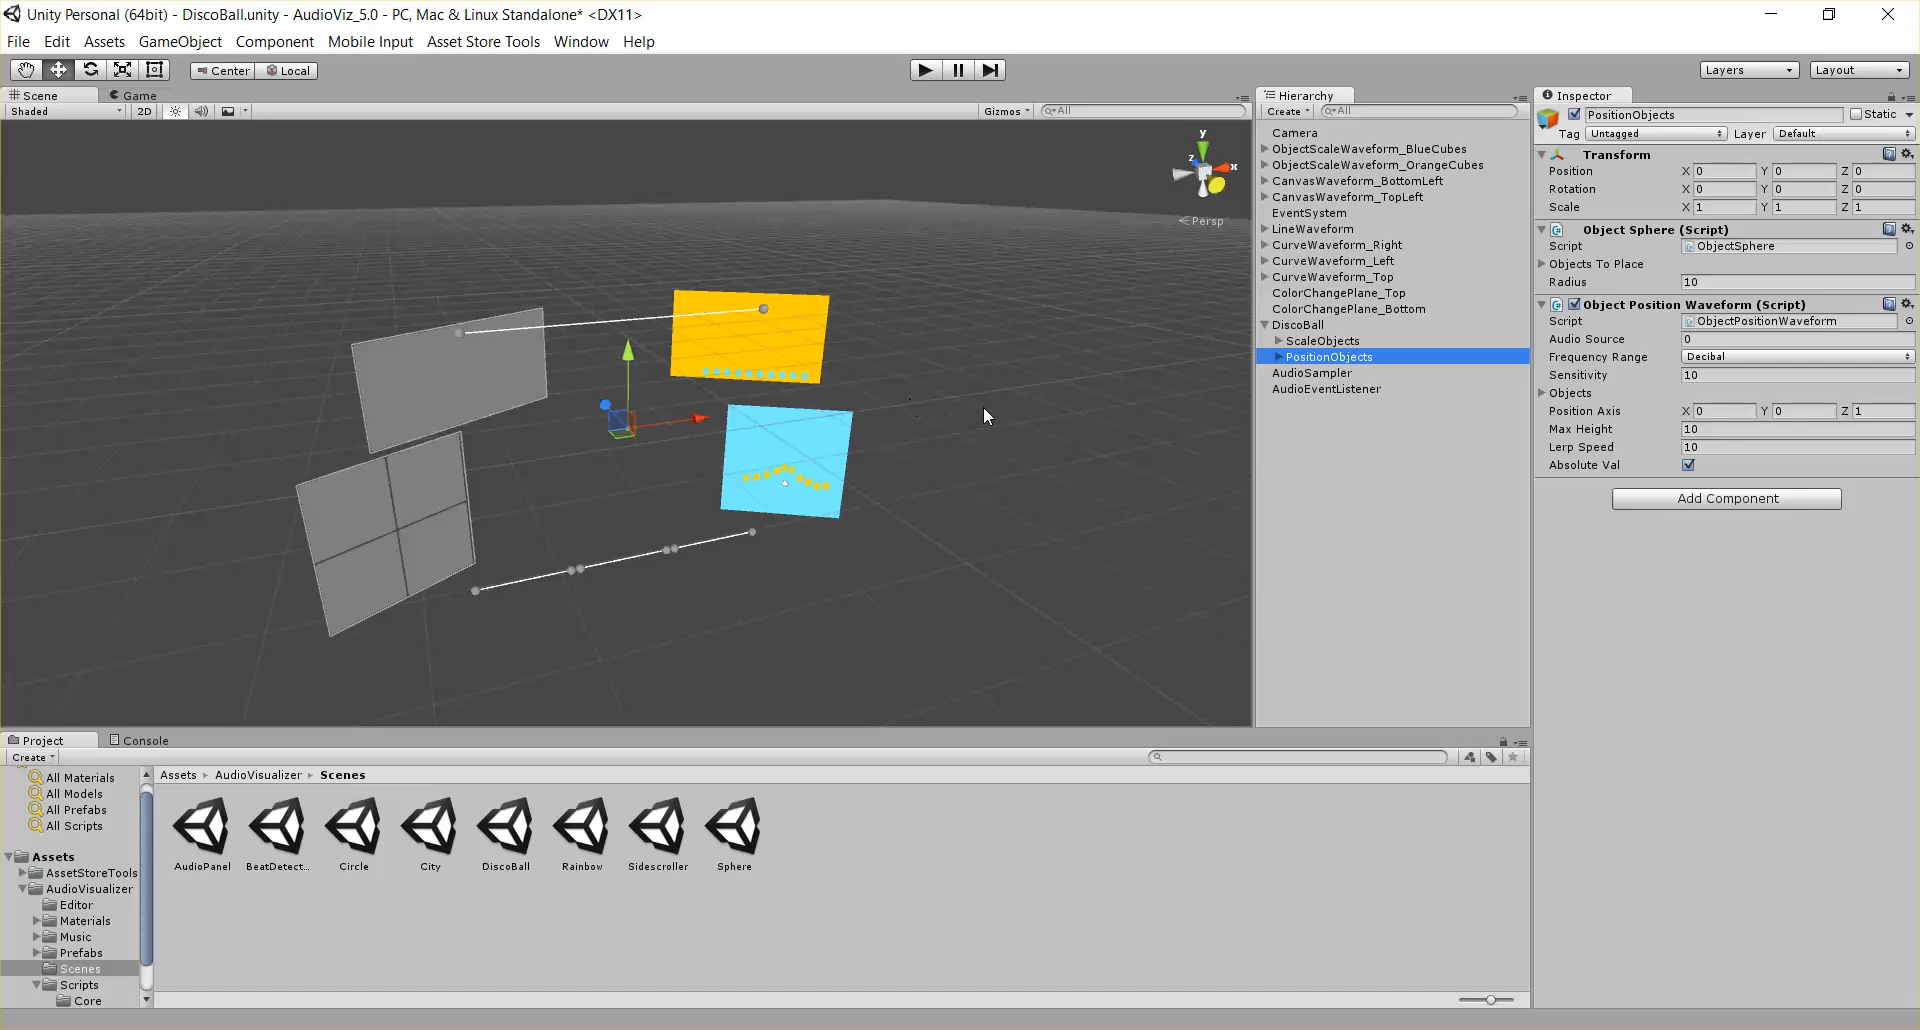 Unity Personal (64bit) - DiscoBall.unity - AudioViz_5.0 - PC, Mac & Linux Standalone* <DX11>
File Edit Assets GameObject Component Mobile Input Asset Store Tools Window Help
Center Local
Layers Layout
Scene Game
Shaded 2D Gizmos All
y
z x
Persp
Hierarchy
Create All
Camera
ObjectScaleWaveform_BlueCubes
ObjectScaleWaveform_OrangeCubes
CanvasWaveform_BottomLeft
CanvasWaveform_TopLeft
EventSystem
LineWaveform
CurveWaveform_Right
CurveWaveform_Left
CurveWaveform_Top
ColorChangePlane_Top
ColorChangePlane_Bottom
DiscoBall
ScaleObjects
PositionObjects
AudioSampler
AudioEventListener
Inspector
PositionObjects Static
Tag Untagged Layer Default
Transform
Position X 0 Y 0 Z 0
Rotation X 0 Y 0 Z 0
Scale X 1 Y 1 Z 1
Object Sphere (Script)
Script ObjectSphere
Objects To Place
Radius 10
Object Position Waveform (Script)
Script ObjectPositionWaveform
Audio Source 0
Frequency Range Decibal
Sensitivity 10
Objects
Position Axis X 0 Y 0 Z 1
Max Height 10
Lerp Speed 10
Absolute Val
Add Component
Project Console
Create
All Materials
All Models
All Prefabs
All Scripts
Assets
AssetStoreTools
AudioVisualizer
Editor
Materials
Music
Prefabs
Scenes
Scripts
Core
Assets AudioVisualizer Scenes
AudioPanel BeatDetect... Circle City DiscoBall Rainbow Sidescroller Sphere